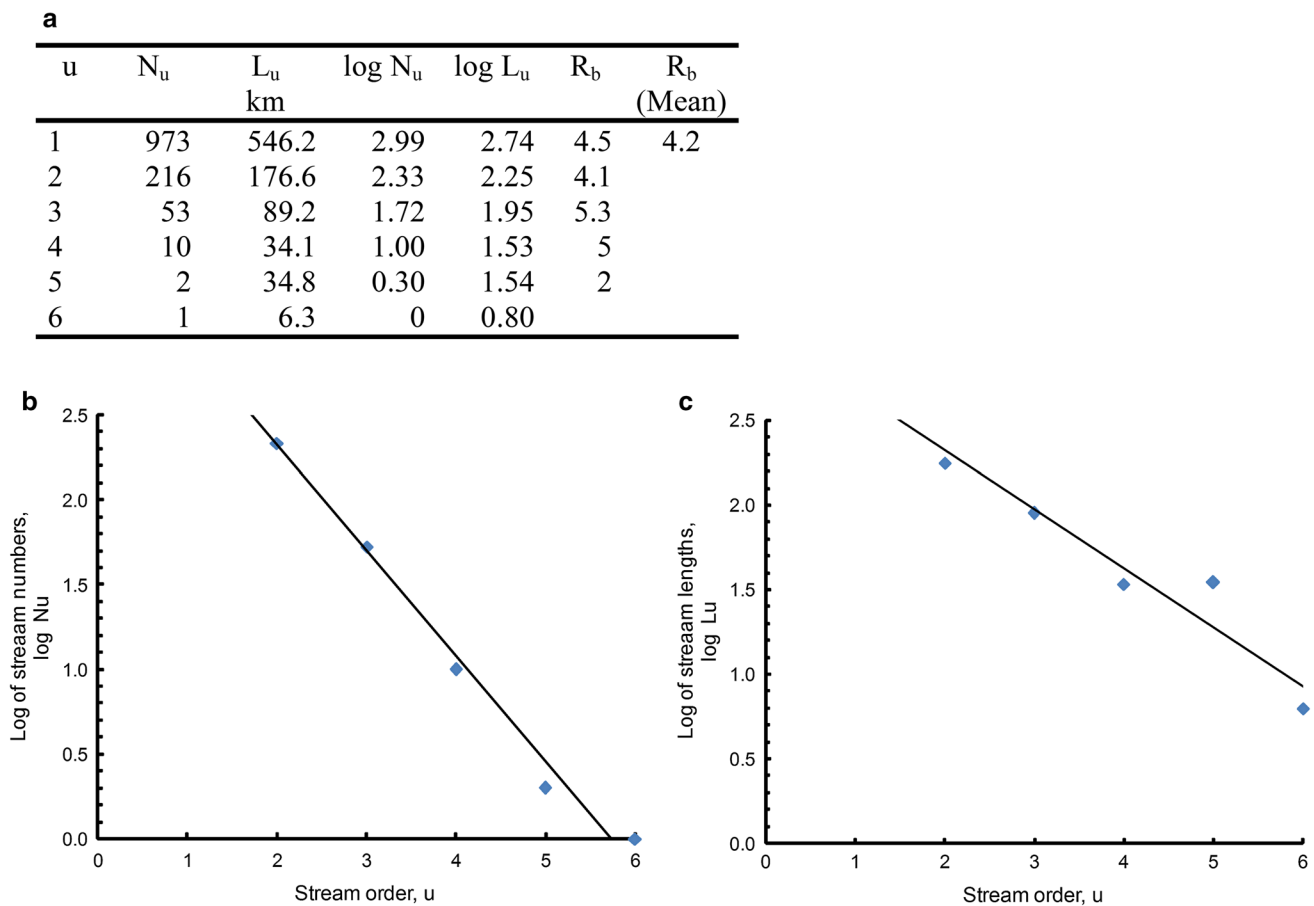 a
u N_u L_u log N_u log L_u R_b R_b
km (Mean)
1 973 546.2 2.99 2.74 4.5 4.2
2 216 176.6 2.33 2.25 4.1
3 53 89.2 1.72 1.95 5.3
4 10 34.1 1.00 1.53 5
5 2 34.8 0.30 1.54 2
6 1 6.3 0 0.80
b
2.5
2.0
1.5
1.0
0.5
0.0
Log of streaam numbers,
log Nu
0 1 2 3 4 5 6
Stream order, u
c
2.5
2.0
1.5
1.0
0.5
0.0
Log of streaam lengths,
log Lu
0 1 2 3 4 5 6
Stream order, u